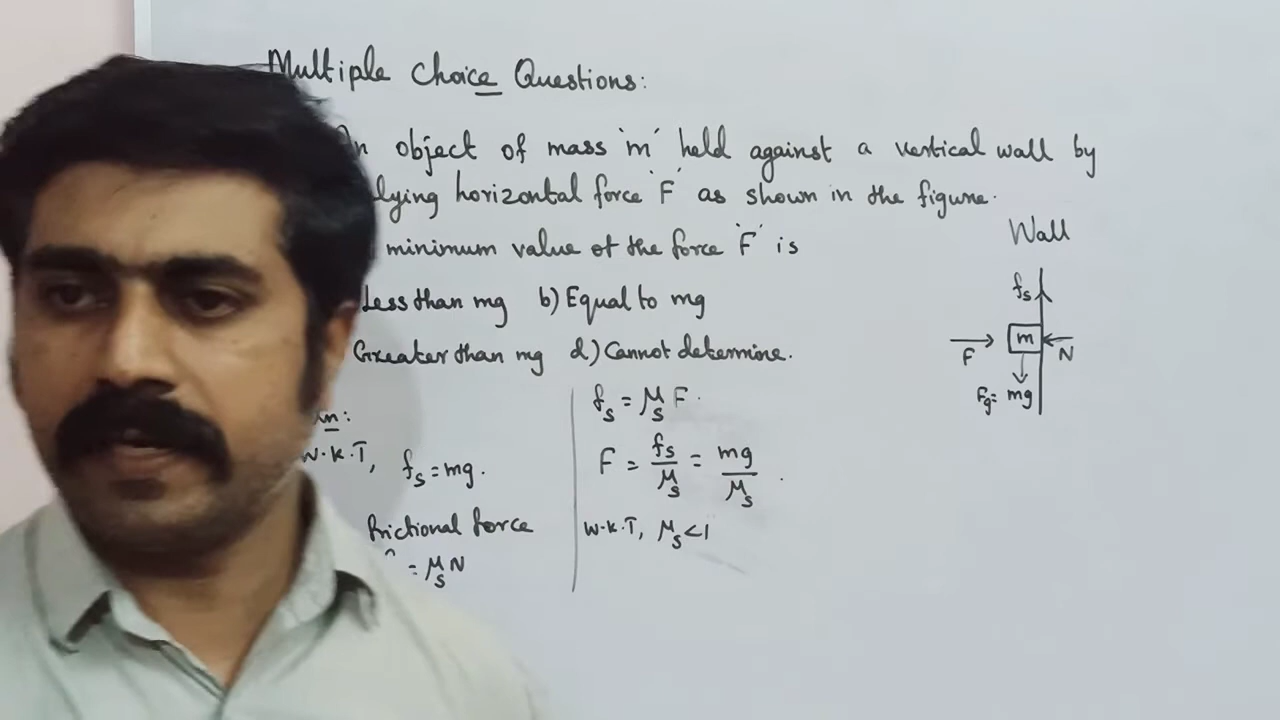 Multiple Choice Questions:
object of mass 'm' held against a vertical wall by
lying horizontal force 'F' as shown in the figure.
minimum value of the force 'F' is
Less than mg b) Equal to mg
Greater than mg d.) Cannot determine.
Wall
fs
m
F
N
Fg= mg
w.k.T, fs = mg.
frictional force
= μs N
fs = μs F.
F = fs/μs = mg/μs.
w.k.T, μs < 1